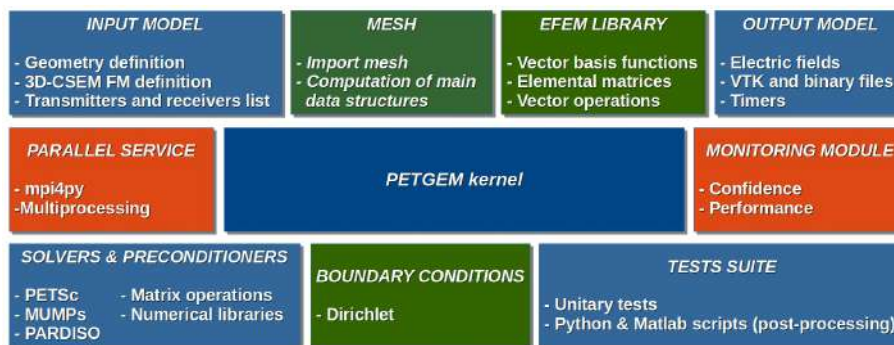 INPUT MODEL
- Geometry definition
- 3D-CSEM FM definition
- Transmitters and receivers list
MESH
- Import mesh
- Computation of main
data structures
EFEM LIBRARY
- Vector basis functions
- Elemental matrices
- Vector operations
OUTPUT MODEL
- Electric fields
- VTK and binary files
- Timers
PARALLEL SERVICE
- mpi4py
-Multiprocessing
PETGEM kernel
MONITORING MODULE
- Confidence
- Performance
SOLVERS & PRECONDITIONERS
- PETSc - Matrix operations
- MUMPs - Numerical libraries
- PARDISO
BOUNDARY CONDITIONS
- Dirichlet
TESTS SUITE
- Unitary tests
- Python & Matlab scripts (post-processing)